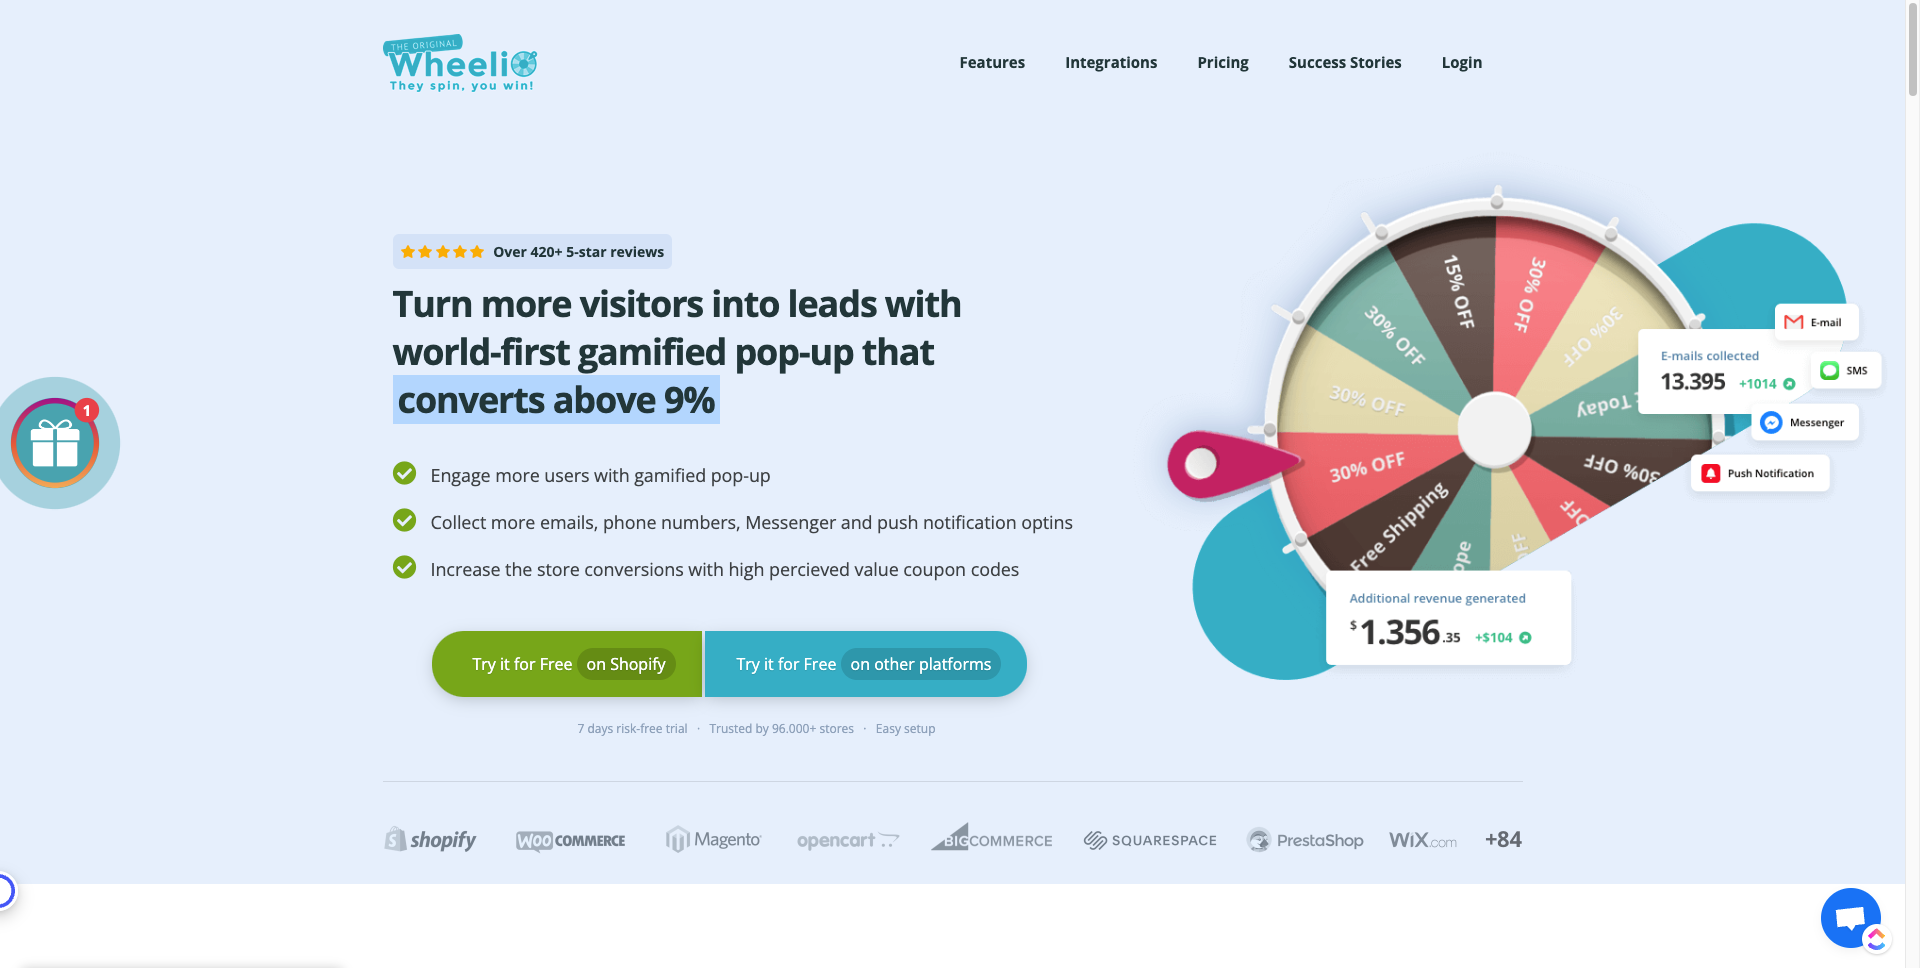 THE ORIGINAL
Wheelio
They spin, you win!
Features
Integrations
Pricing
Success Stories
Login
Over 420+ 5-star reviews
Turn more visitors into leads with
world-first gamified pop-up that
converts above 9%
Engage more users with gamified pop-up
Collect more emails, phone numbers, Messenger and push notification optins
Increase the store conversions with high percieved value coupon codes
Try it for Free on Shopify
Try it for Free on other platforms
7 days risk-free trial · Trusted by 96.000+ stores · Easy setup
1
15% OFF
30% OFF
30% OFF
30% OFF
30% OFF
30% OFF
Free Shipping
Today
30% OFF
OFF
OFF
E-mails collected
13.395 +1014
E-mail
SMS
Messenger
Push Notification
Additional revenue generated
$1.356.35 +$104
shopify
WOO COMMERCE
Magento
opencart
BIGCOMMERCE
SQUARESPACE
PrestaShop
WiX.com
+84